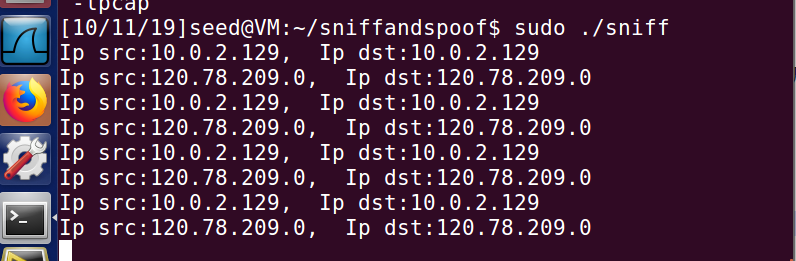 -lpcap
[10/11/19]seed@VM:~/sniffandspoof$ sudo ./sniff
Ip src:10.0.2.129,  Ip dst:10.0.2.129
Ip src:120.78.209.0,  Ip dst:120.78.209.0
Ip src:10.0.2.129,  Ip dst:10.0.2.129
Ip src:120.78.209.0,  Ip dst:120.78.209.0
Ip src:10.0.2.129,  Ip dst:10.0.2.129
Ip src:120.78.209.0,  Ip dst:120.78.209.0
Ip src:10.0.2.129,  Ip dst:10.0.2.129
Ip src:120.78.209.0,  Ip dst:120.78.209.0